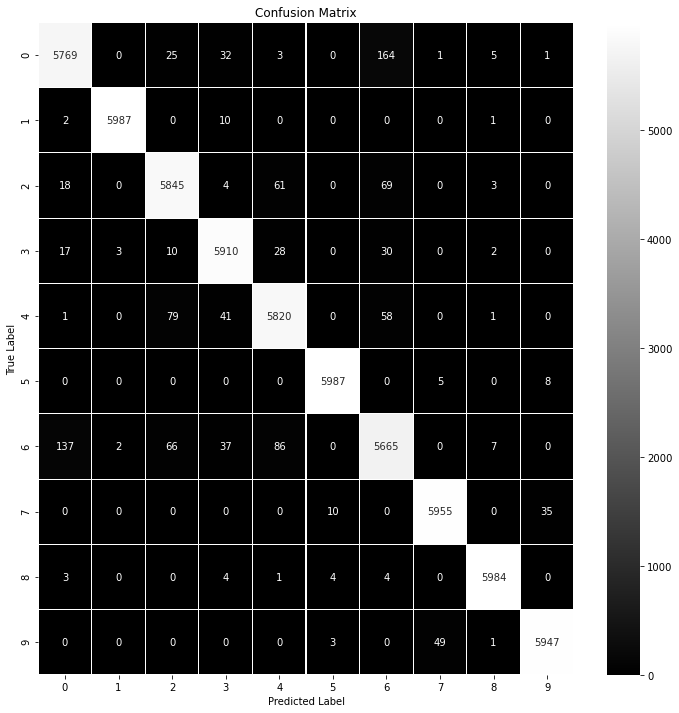 Confusion Matrix
0 5769 0 25 32 3 0 164 1 5 1
1 2 5987 0 10 0 0 0 0 1 0
2 18 0 5845 4 61 0 69 0 3 0
3 17 3 10 5910 28 0 30 0 2 0
4 1 0 79 41 5820 0 58 0 1 0
5 0 0 0 0 0 5987 0 5 0 8
6 137 2 66 37 86 0 5665 0 7 0
7 0 0 0 0 0 10 0 5955 0 35
8 3 0 0 4 1 4 4 0 5984 0
9 0 0 0 0 0 3 0 49 1 5947
0 1 2 3 4 5 6 7 8 9
Predicted Label
True Label
5000
4000
3000
2000
1000
0